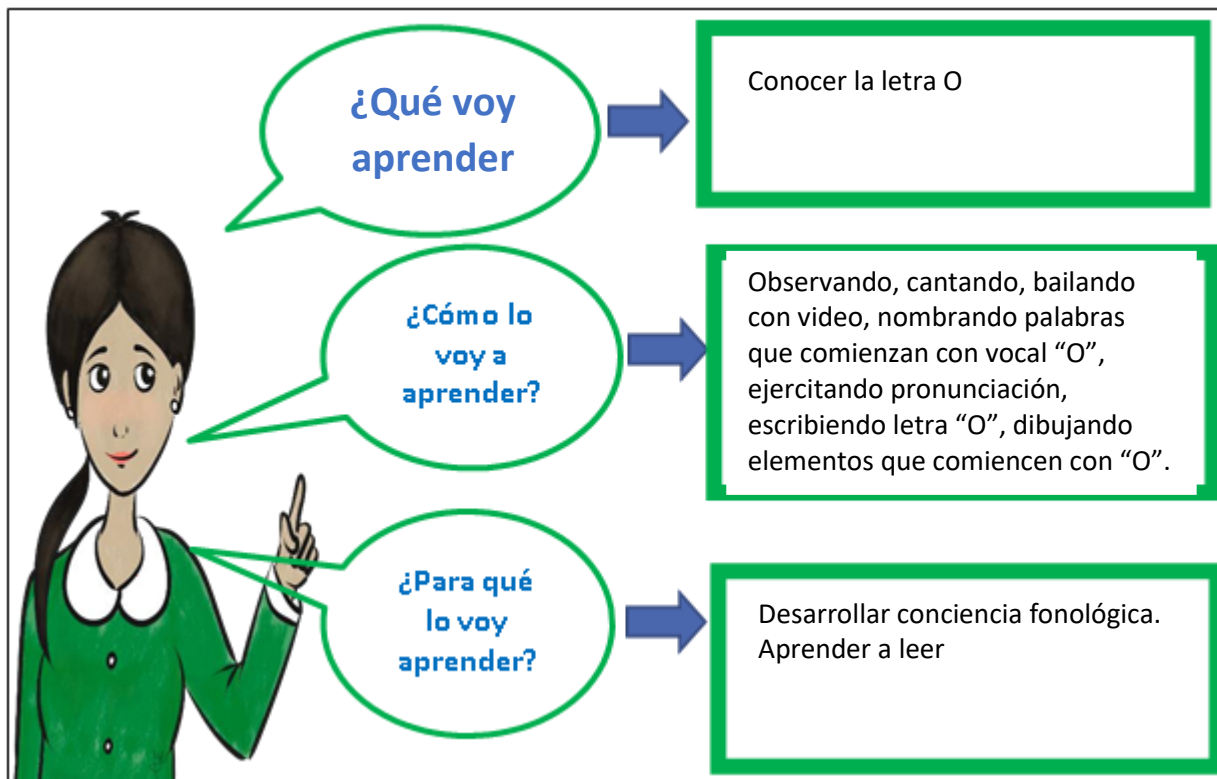 ¿Qué voy
aprender
Conocer la letra O
¿Cómo lo
voy a
aprender?
Observando, cantando, bailando
con video, nombrando palabras
que comienzan con vocal “O”,
ejercitando pronunciación,
escribiendo letra “O”, dibujando
elementos que comiencen con “O”.
¿Para qué
lo voy
aprender?
Desarrollar conciencia fonológica.
Aprender a leer